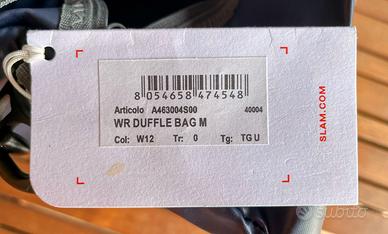 8 054658 474548
Articolo A463004S00 40004
WR DUFFLE BAG M
Col: W12 Tr: 0 Tg: TG U
SLAM.COM
subito